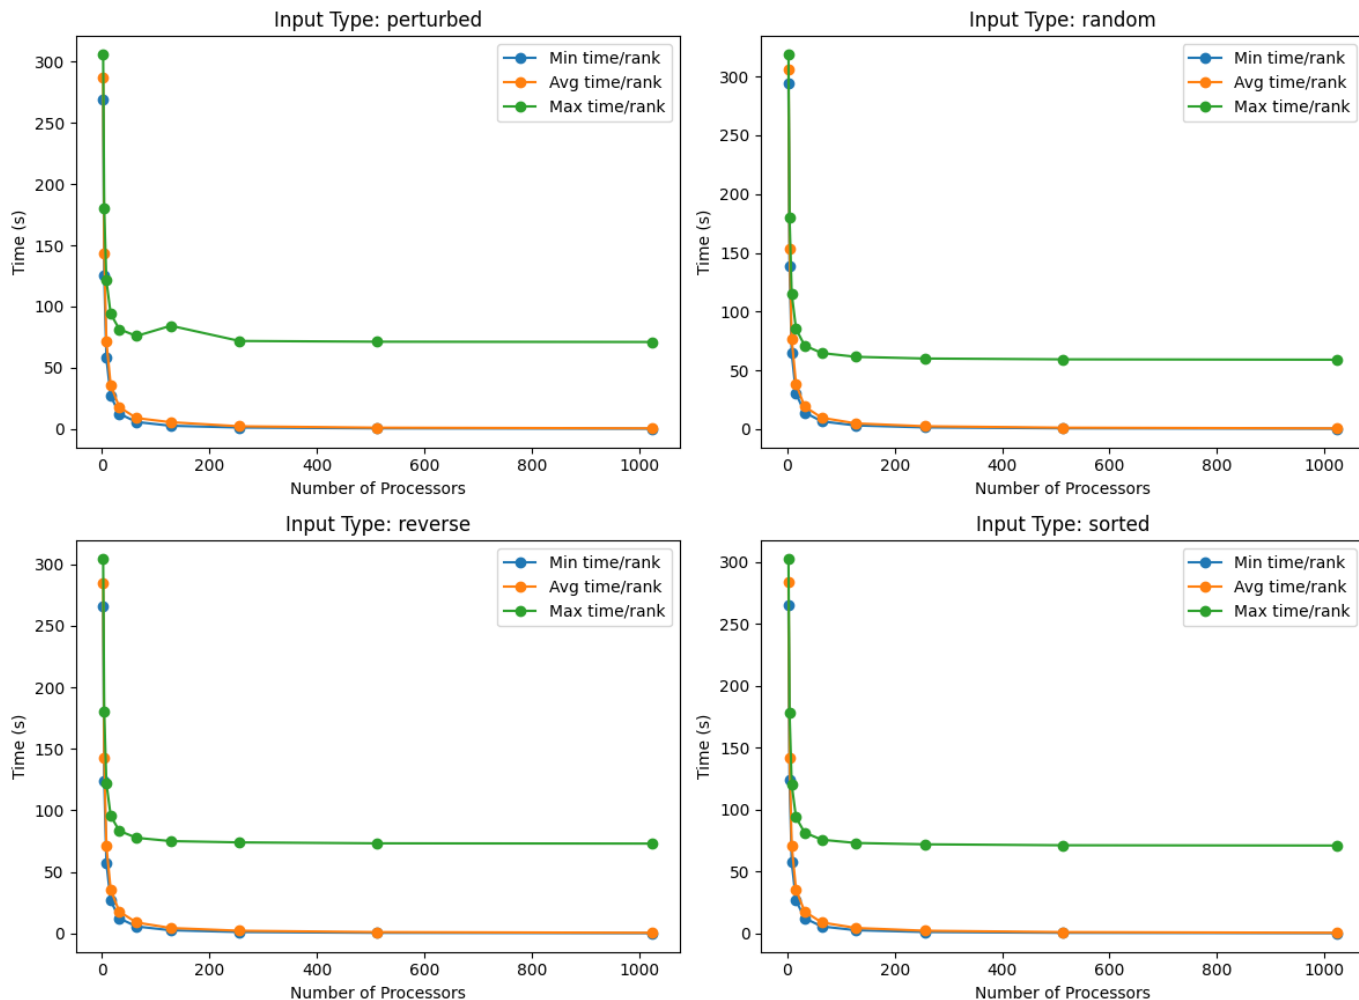 Input Type: perturbed
Time (s)
300
250
200
150
100
50
0
0 200 400 600 800 1000
Number of Processors
Min time/rank
Avg time/rank
Max time/rank
Input Type: random
Time (s)
300
250
200
150
100
50
0
0 200 400 600 800 1000
Number of Processors
Min time/rank
Avg time/rank
Max time/rank
Input Type: reverse
Time (s)
300
250
200
150
100
50
0
0 200 400 600 800 1000
Number of Processors
Min time/rank
Avg time/rank
Max time/rank
Input Type: sorted
Time (s)
300
250
200
150
100
50
0
0 200 400 600 800 1000
Number of Processors
Min time/rank
Avg time/rank
Max time/rank